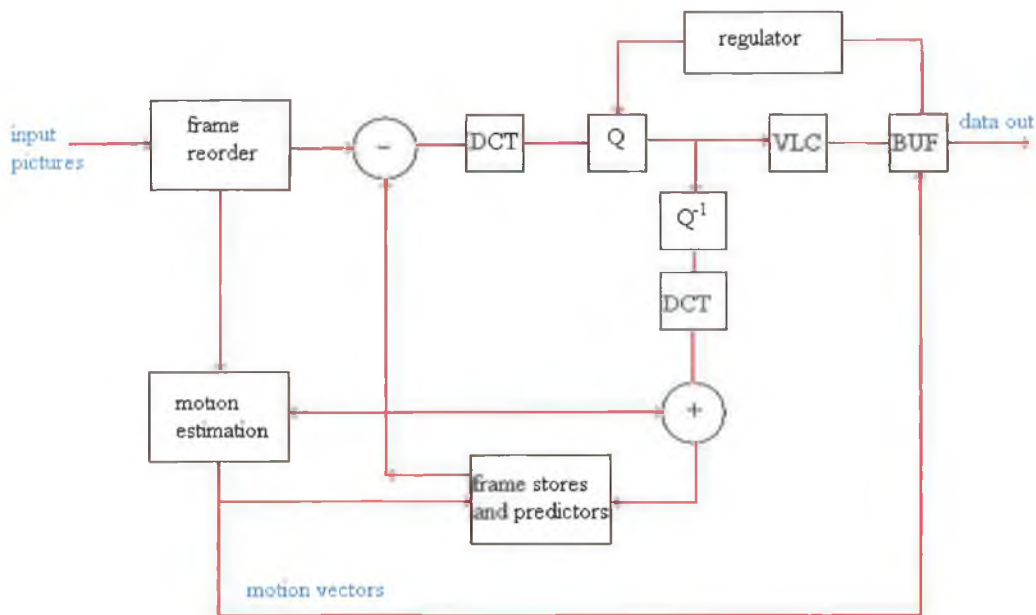 regulator
input
pictures
frame
reorder
-
DCT
Q
VLC
BUF
data out
Q-1
DCT
motion
estimation
+
frame stores
and predictors
motion vectors